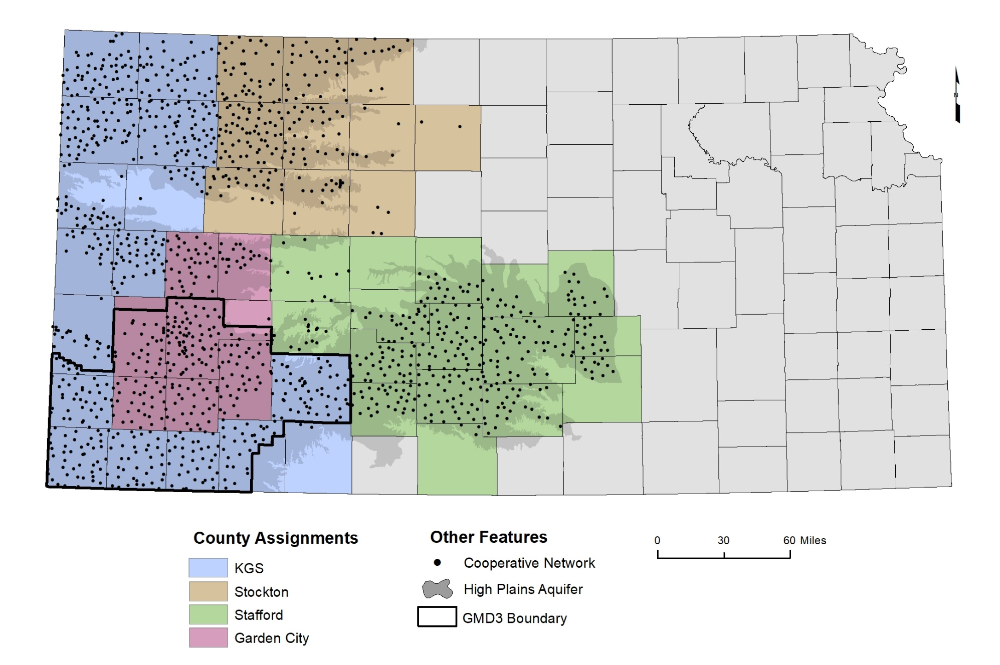 N
County Assignments
KGS
Stockton
Stafford
Garden City
Other Features
Cooperative Network
High Plains Aquifer
GMD3 Boundary
0 30 60 Miles